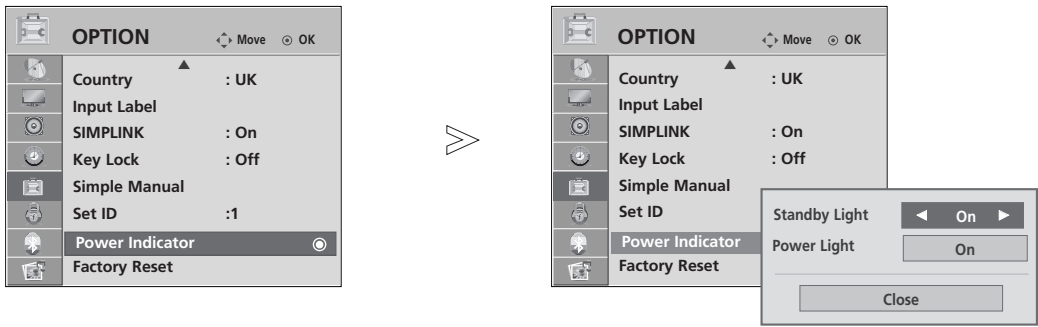 OPTION Move OK
Country : UK
Input Label
SIMPLINK : On
Key Lock : Off
Simple Manual
Set ID :1
Power Indicator
Factory Reset
OPTION Move OK
Country : UK
Input Label
SIMPLINK : On
Key Lock : Off
Simple Manual
Set ID
Power Indicator
Factory Reset
Standby Light ◀ On ▶
Power Light On
Close